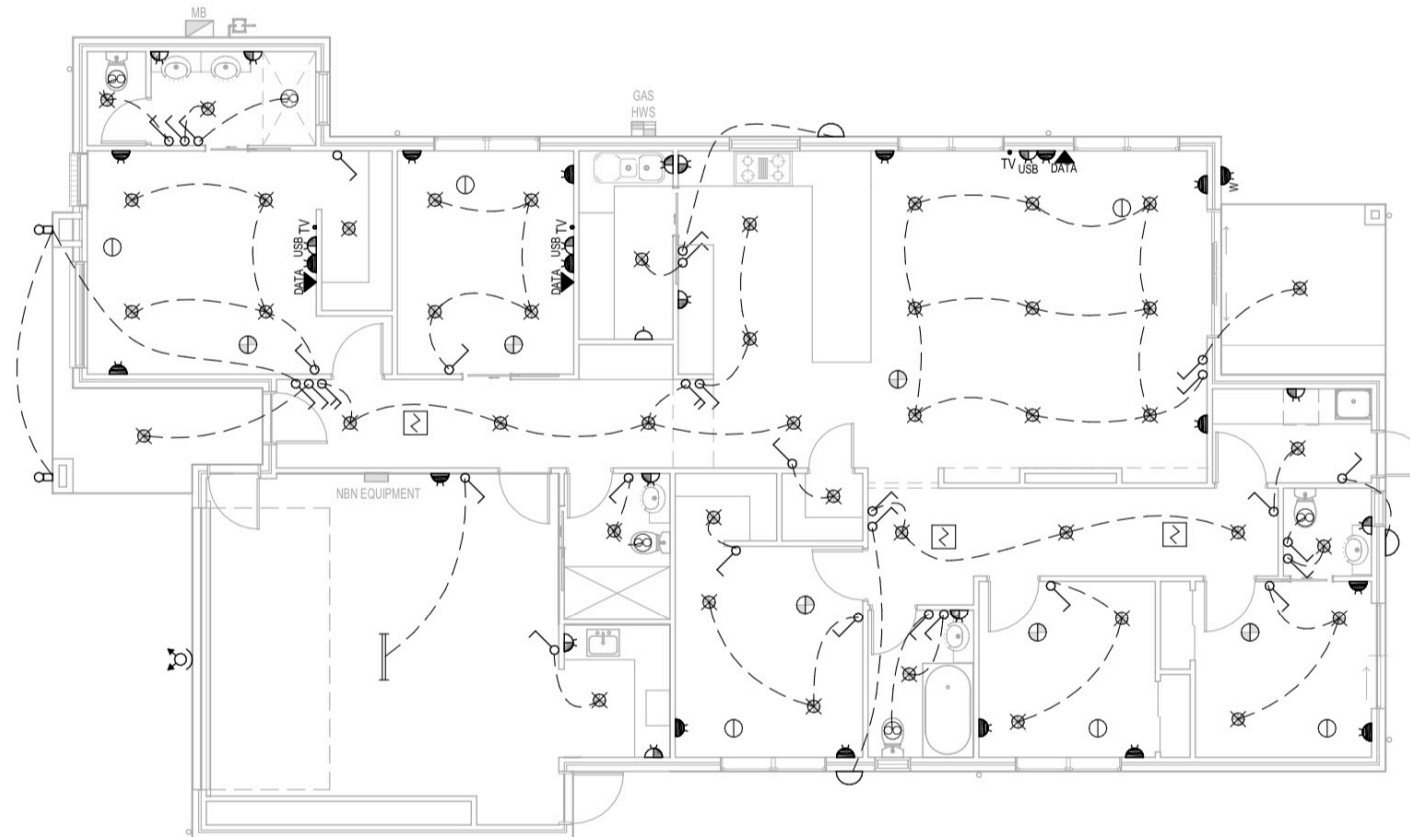 MB
GAS
HWS
TV
USB
DATA
W
TV
USB
DATA
TV
USB
DATA
NBN EQUIPMENT